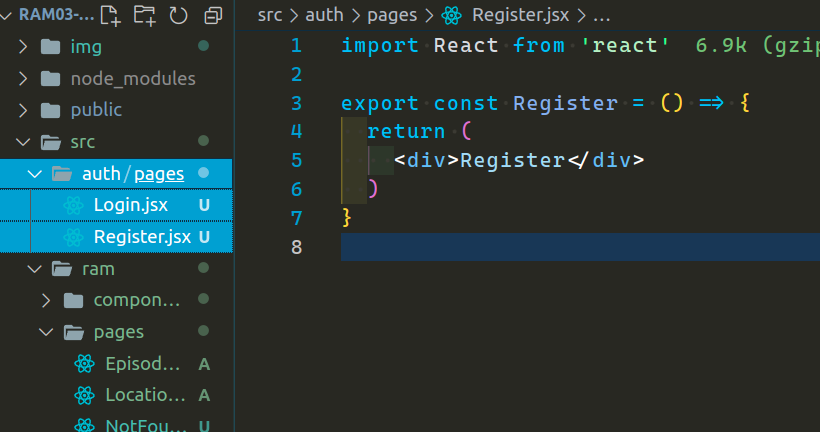 RAM03-...
img
node_modules
public
src
auth/pages
Login.jsx U
Register.jsx U
ram
compon...
pages
Episod... A
Locatio... A
NotFou... U
src > auth > pages > Register.jsx > ...
1 import React from 'react' 6.9k (gzip
2
3 export const Register = () => {
4 return (
5 <div>Register</div>
6 )
7 }
8